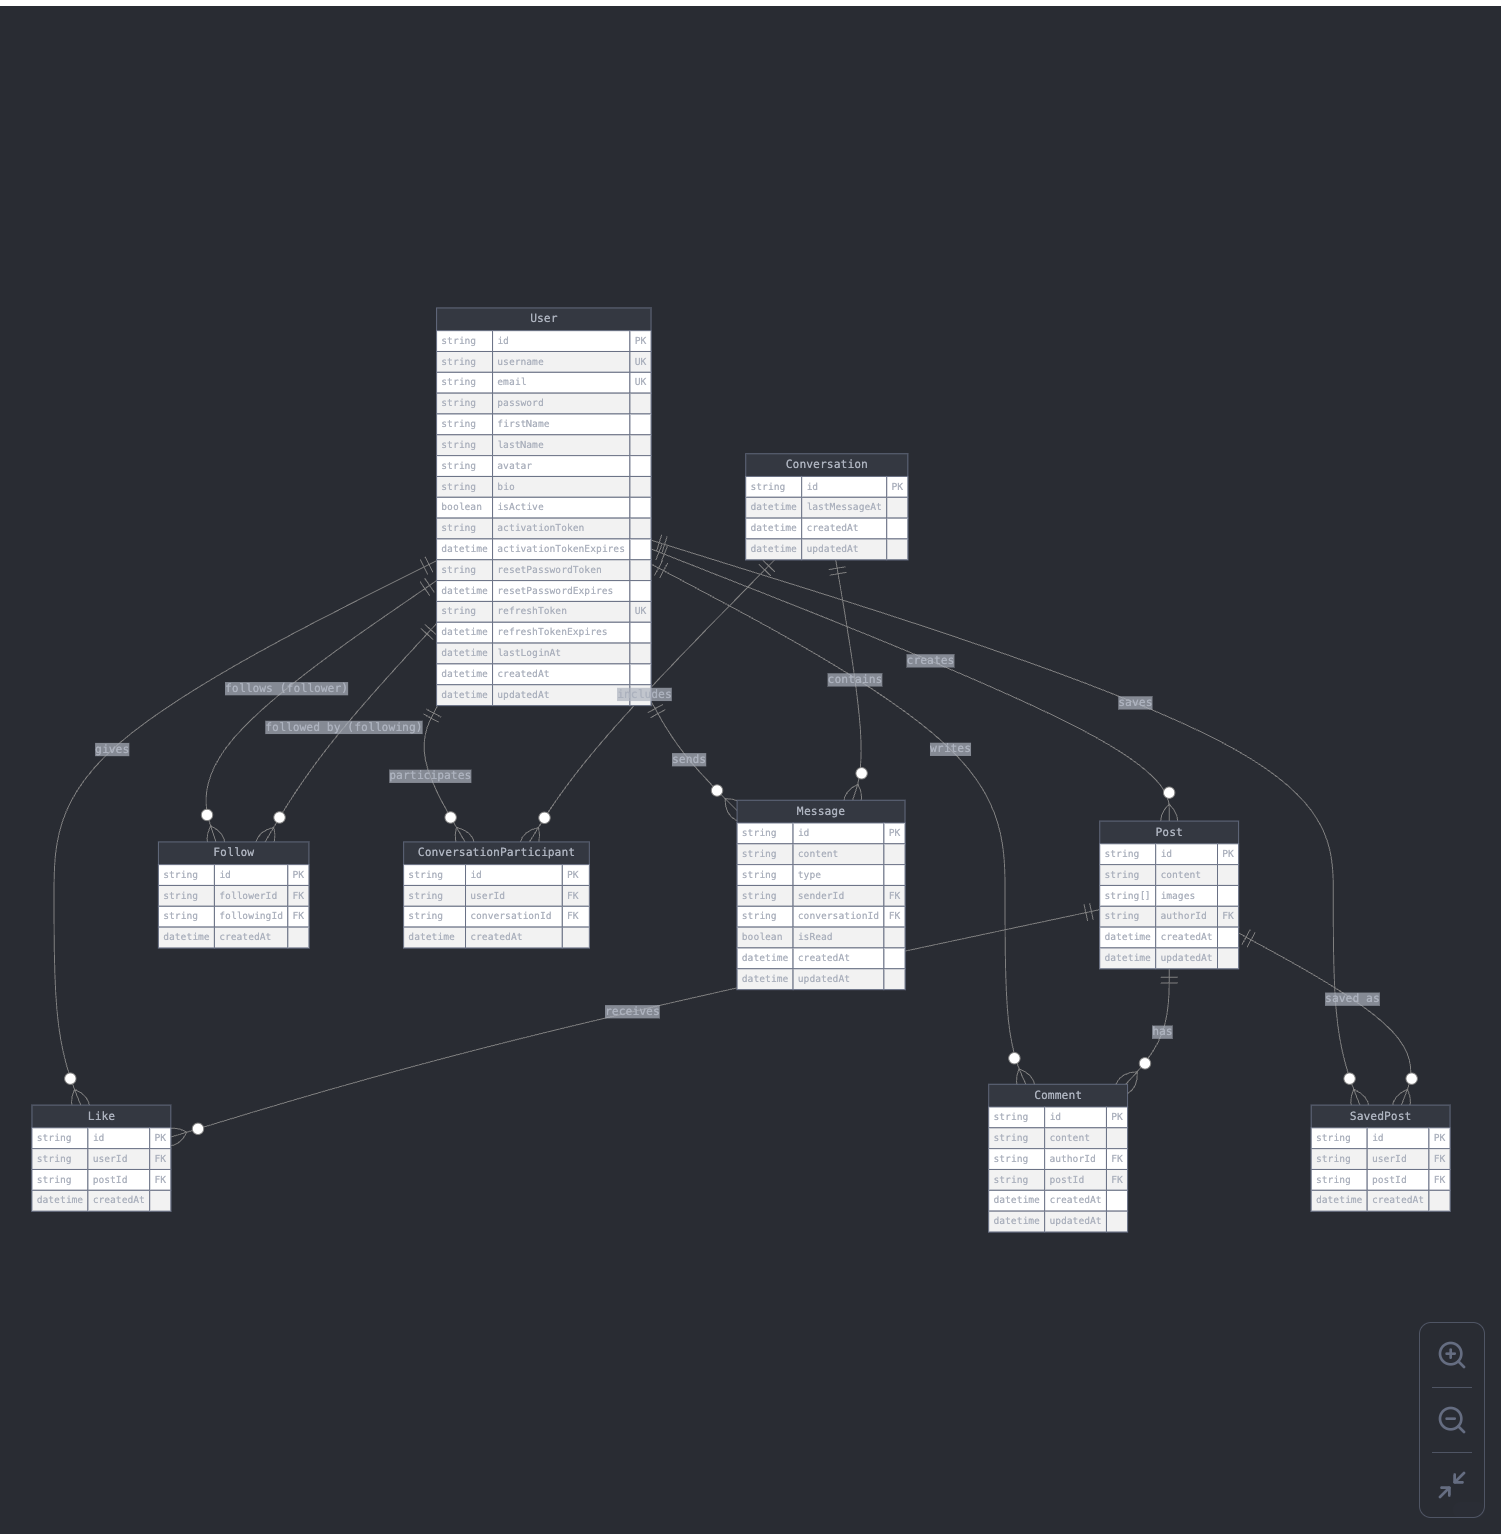 User
string id PK
string username UK
string email UK
string password
string firstName
string lastName
string avatar
string bio
boolean isActive
string activationToken
datetime activationTokenExpires
string resetPasswordToken
datetime resetPasswordExpires
string refreshToken UK
datetime refreshTokenExpires
datetime lastLoginAt
datetime createdAt
datetime updatedAt
Conversation
string id PK
datetime lastMessageAt
datetime createdAt
datetime updatedAt
creates
contains
follows (follower)
includes
saves
followed by (following)
gives
writes
sends
participates
Follow
string id PK
string followerId FK
string followingId FK
datetime createdAt
ConversationParticipant
string id PK
string userId FK
string conversationId FK
datetime createdAt
Message
string id PK
string content
string type
string senderId FK
string conversationId FK
boolean isRead
datetime createdAt
datetime updatedAt
Post
string id PK
string content
string[] images
string authorId FK
datetime createdAt
datetime updatedAt
saved as
receives
has
Like
string id PK
string userId FK
string postId FK
datetime createdAt
Comment
string id PK
string content
string authorId FK
string postId FK
datetime createdAt
datetime updatedAt
SavedPost
string id PK
string userId FK
string postId FK
datetime createdAt